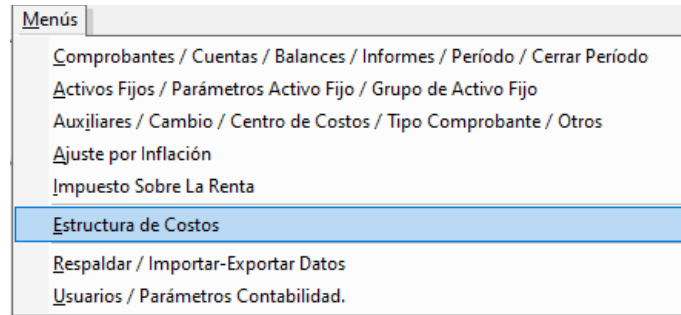 Menús
Comprobantes / Cuentas / Balances / Informes / Período / Cerrar Período
Activos Fijos / Parámetros Activo Fijo / Grupo de Activo Fijo
Auxiliares / Cambio / Centro de Costos / Tipo Comprobante / Otros
Ajuste por Inflación
Impuesto Sobre La Renta
Estructura de Costos
Respaldar / Importar-Exportar Datos
Usuarios / Parámetros Contabilidad.